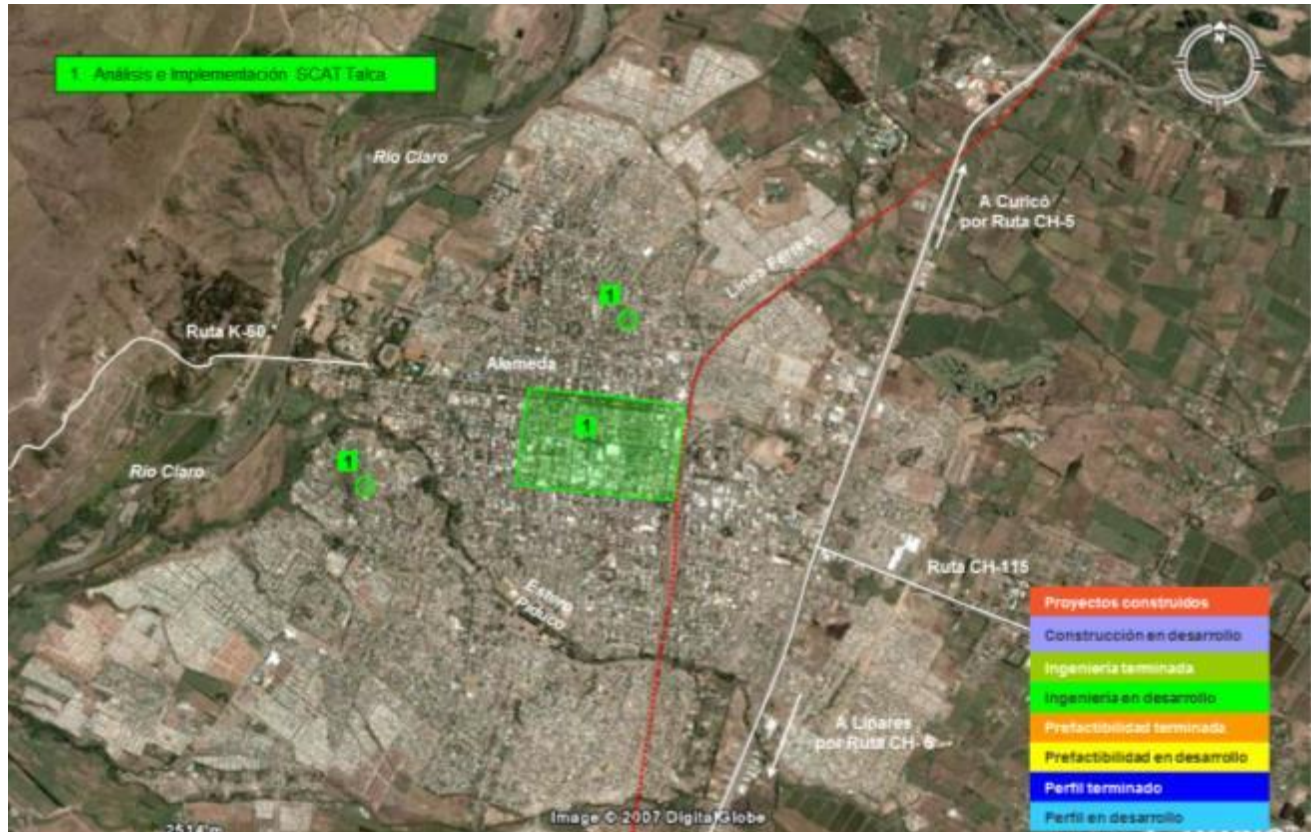 1. Análisis e Implementación SCAT Talca
N
Río Claro
A Curicó
por Ruta CH-5
Línea Férrea
1
Ruta K-60
Alameda
1
1
Río Claro
Estero
Piduco
Ruta CH-115
A Linares
por Ruta CH-5
Proyectos construidos
Construcción en desarrollo
Ingeniería terminada
Ingeniería en desarrollo
Prefactibilidad terminada
Prefactibilidad en desarrollo
Perfil terminado
Perfil en desarrollo
Image © 2007 DigitalGlobe
2514 m